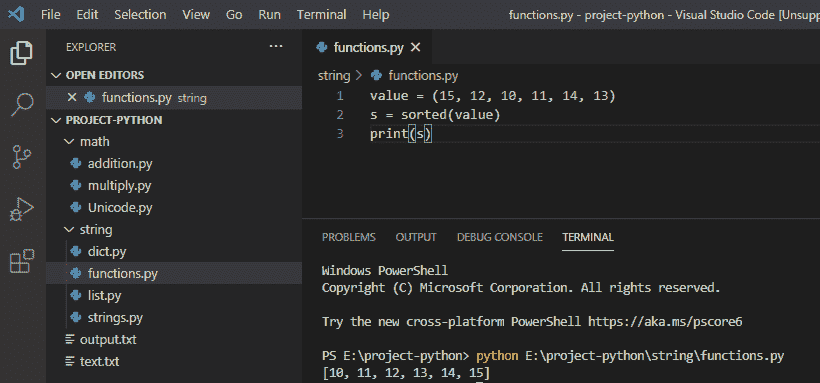 File Edit Selection View Go Run Terminal Help functions.py - project-python - Visual Studio Code [Unsupp
EXPLORER ···
OPEN EDITORS
functions.py string
PROJECT-PYTHON
math
addition.py
multiply.py
Unicode.py
string
dict.py
functions.py
list.py
strings.py
output.txt
text.txt
functions.py
string > functions.py
1 value = (15, 12, 10, 11, 14, 13)
2 s = sorted(value)
3 print(s)
PROBLEMS OUTPUT DEBUG CONSOLE TERMINAL
Windows PowerShell
Copyright (C) Microsoft Corporation. All rights reserved.
Try the new cross-platform PowerShell https://aka.ms/pscore6
PS E:\project-python> python E:\project-python\string\functions.py
[10, 11, 12, 13, 14, 15]